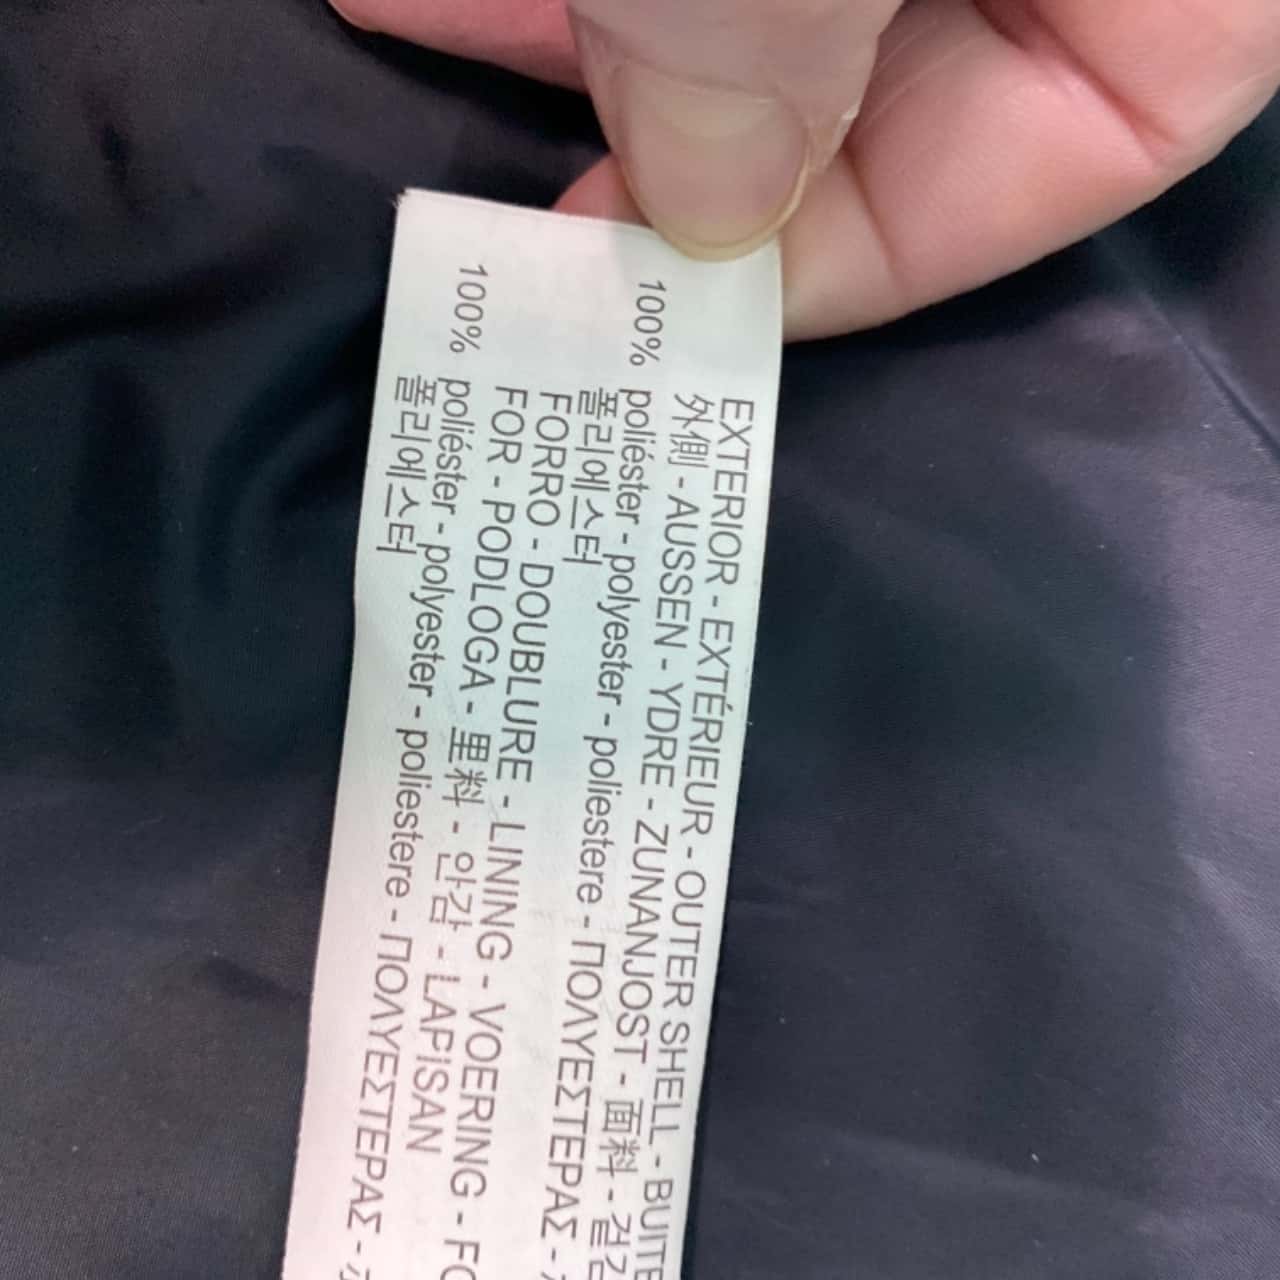 EXTERIOR - EXTÉRIEUR - OUTER SHELL - BUITE
外側 - AUSSEN - YDRE - ZUNANJOST - 面料 - 겉감
100% poliéster - polyester - poliestere - ΠΟΛΥΕΣΤΕΡΑΣ -
폴리에스터
FORRO - DOUBLURE - LINING - VOERING - FO
FOR - PODLOGA - 里料 - 안감 - LAPISAN
100% poliéster - polyester - poliestere - ΠΟΛΥΕΣΤΕΡΑΣ -
폴리에스터